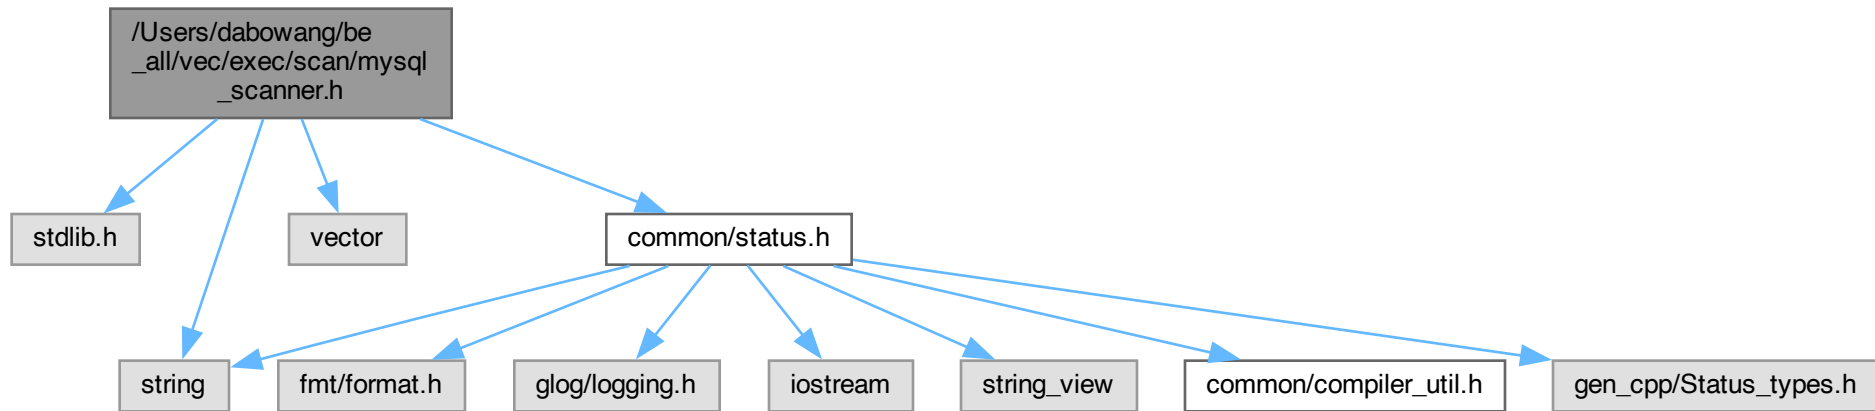 /Users/dabowang/be
_all/vec/exec/scan/mysql
_scanner.h
stdlib.h
vector
common/status.h
string
fmt/format.h
glog/logging.h
iostream
string_view
common/compiler_util.h
gen_cpp/Status_types.h